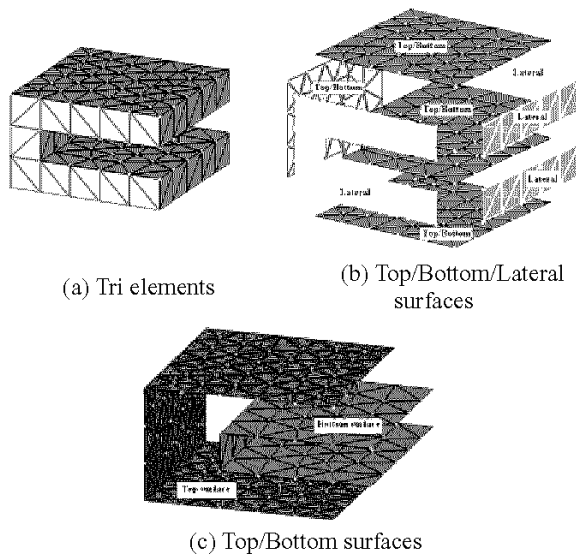 Top/Bottom
Lateral
Top/Bottom
Top/Bottom
Lateral
Lateral
Lateral
Top/Bottom
(a) Tri elements
(b) Top/Bottom/Lateral
surfaces
Bottom surface
Top surface
(c) Top/Bottom surfaces